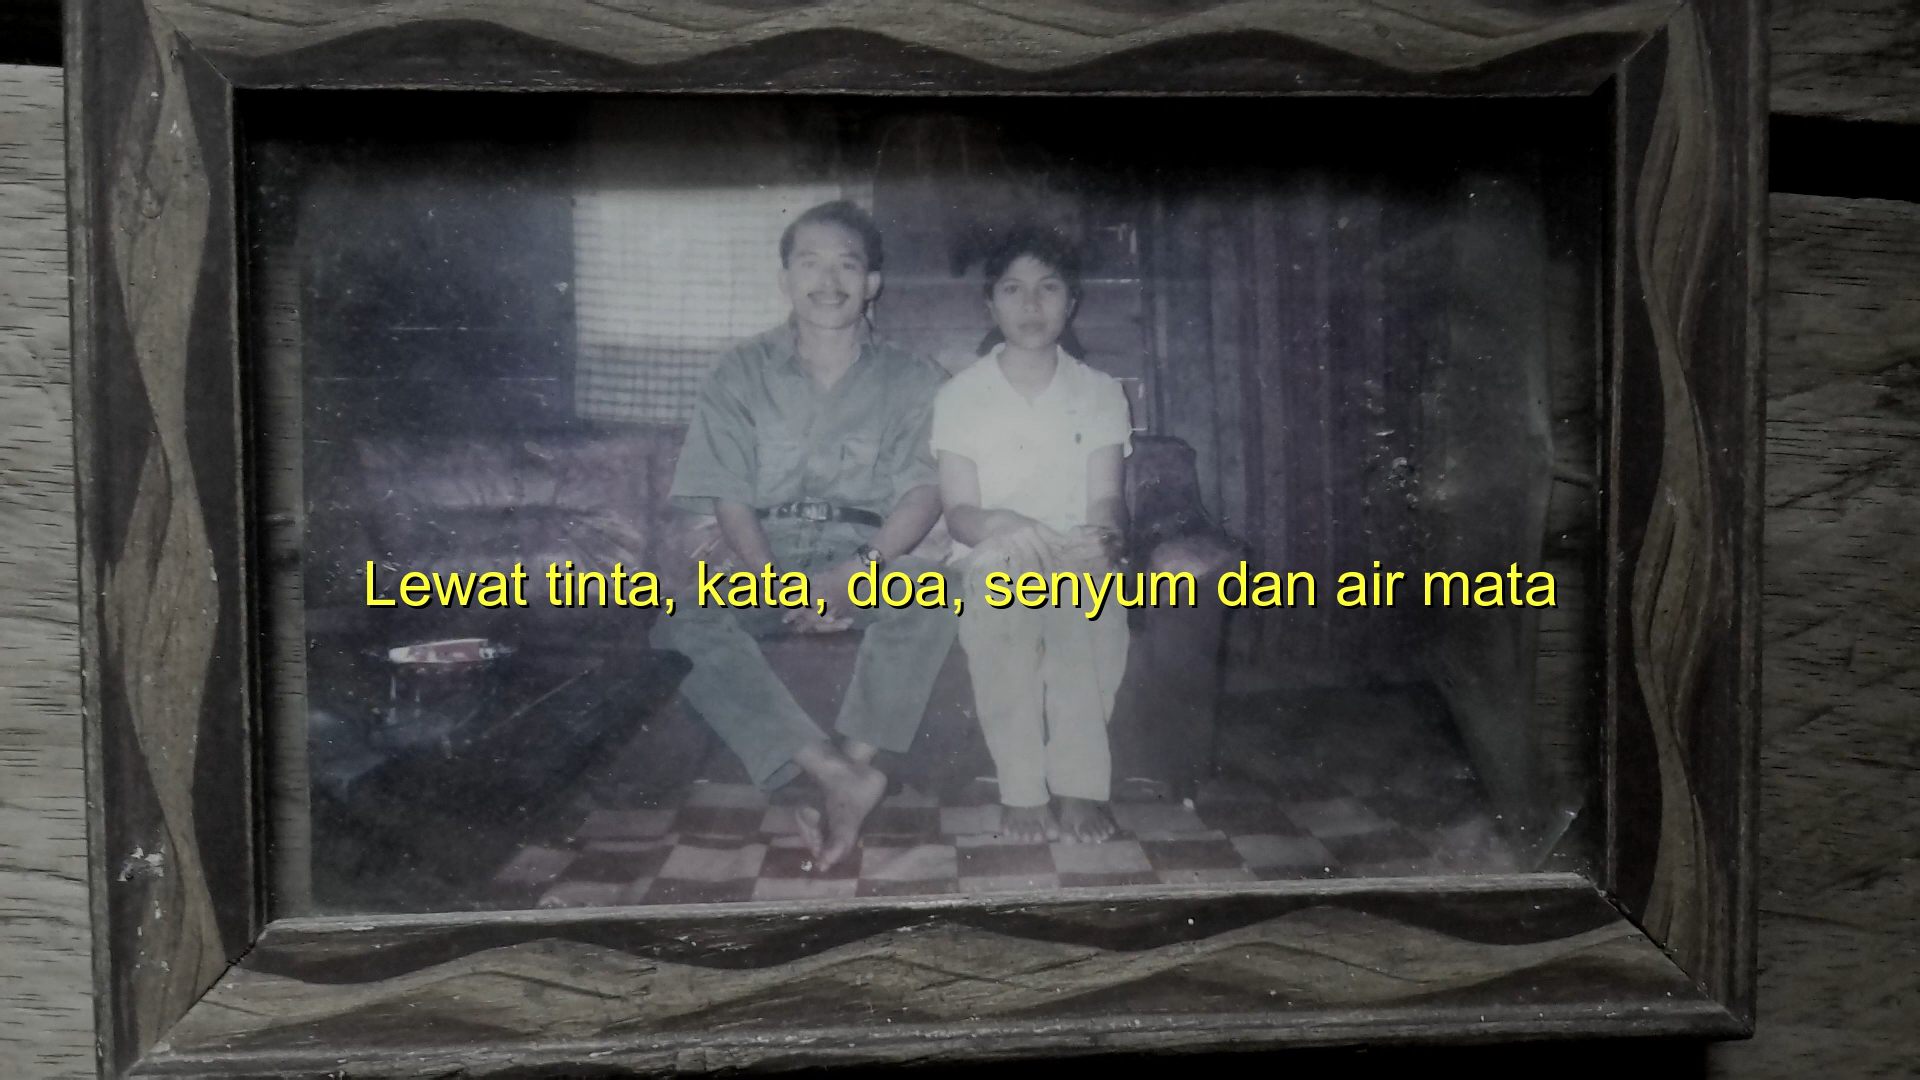 Lewat tinta, kata, doa, senyum dan air mata